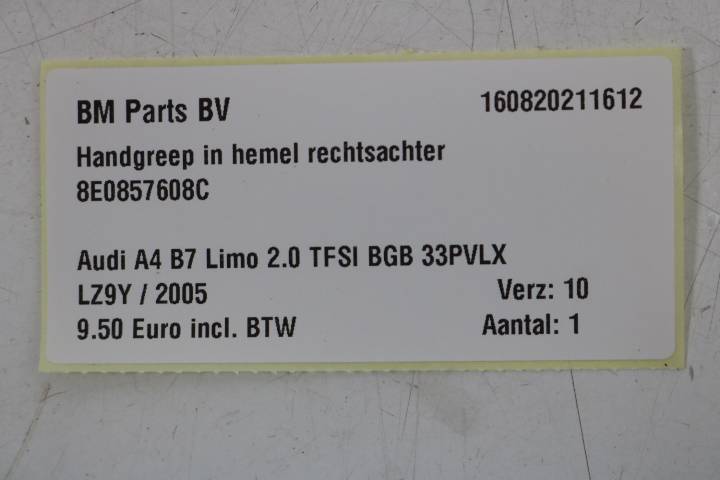 BM Parts BV 160820211612
Handgreep in hemel rechtsachter
8E0857608C
Audi A4 B7 Limo 2.0 TFSI BGB 33PVLX
LZ9Y / 2005 Verz: 10
9.50 Euro incl. BTW Aantal: 1